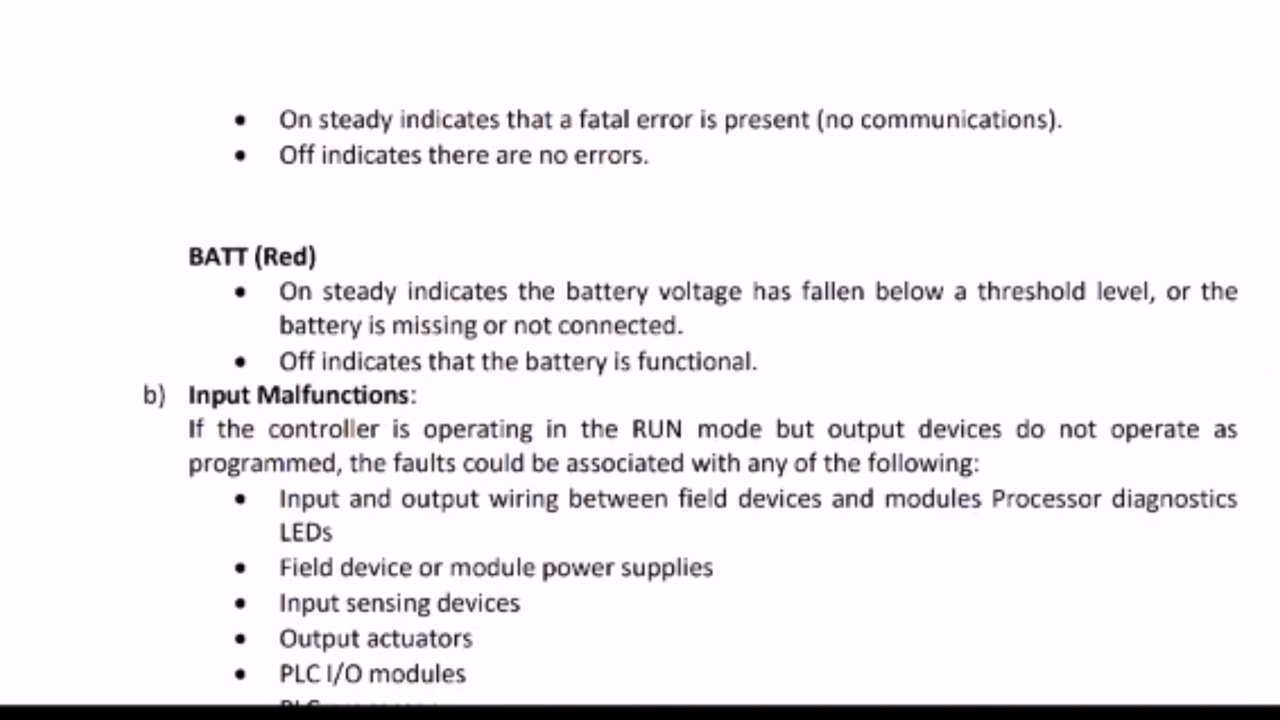 • On steady indicates that a fatal error is present (no communications).
• Off indicates there are no errors.
BATT (Red)
• On steady indicates the battery voltage has fallen below a threshold level, or the
battery is missing or not connected.
• Off indicates that the battery is functional.
b) Input Malfunctions:
If the controller is operating in the RUN mode but output devices do not operate as
programmed, the faults could be associated with any of the following:
• Input and output wiring between field devices and modules Processor diagnostics
LEDs
• Field device or module power supplies
• Input sensing devices
• Output actuators
• PLC I/O modules